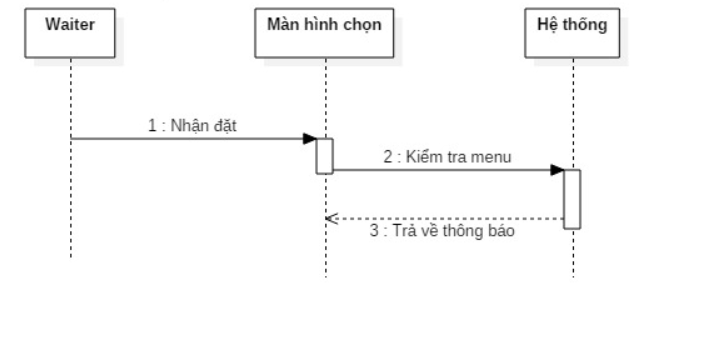 Waiter
Màn hình chọn
Hệ thống
1 : Nhận đặt
2 : Kiểm tra menu
3 : Trả về thông báo